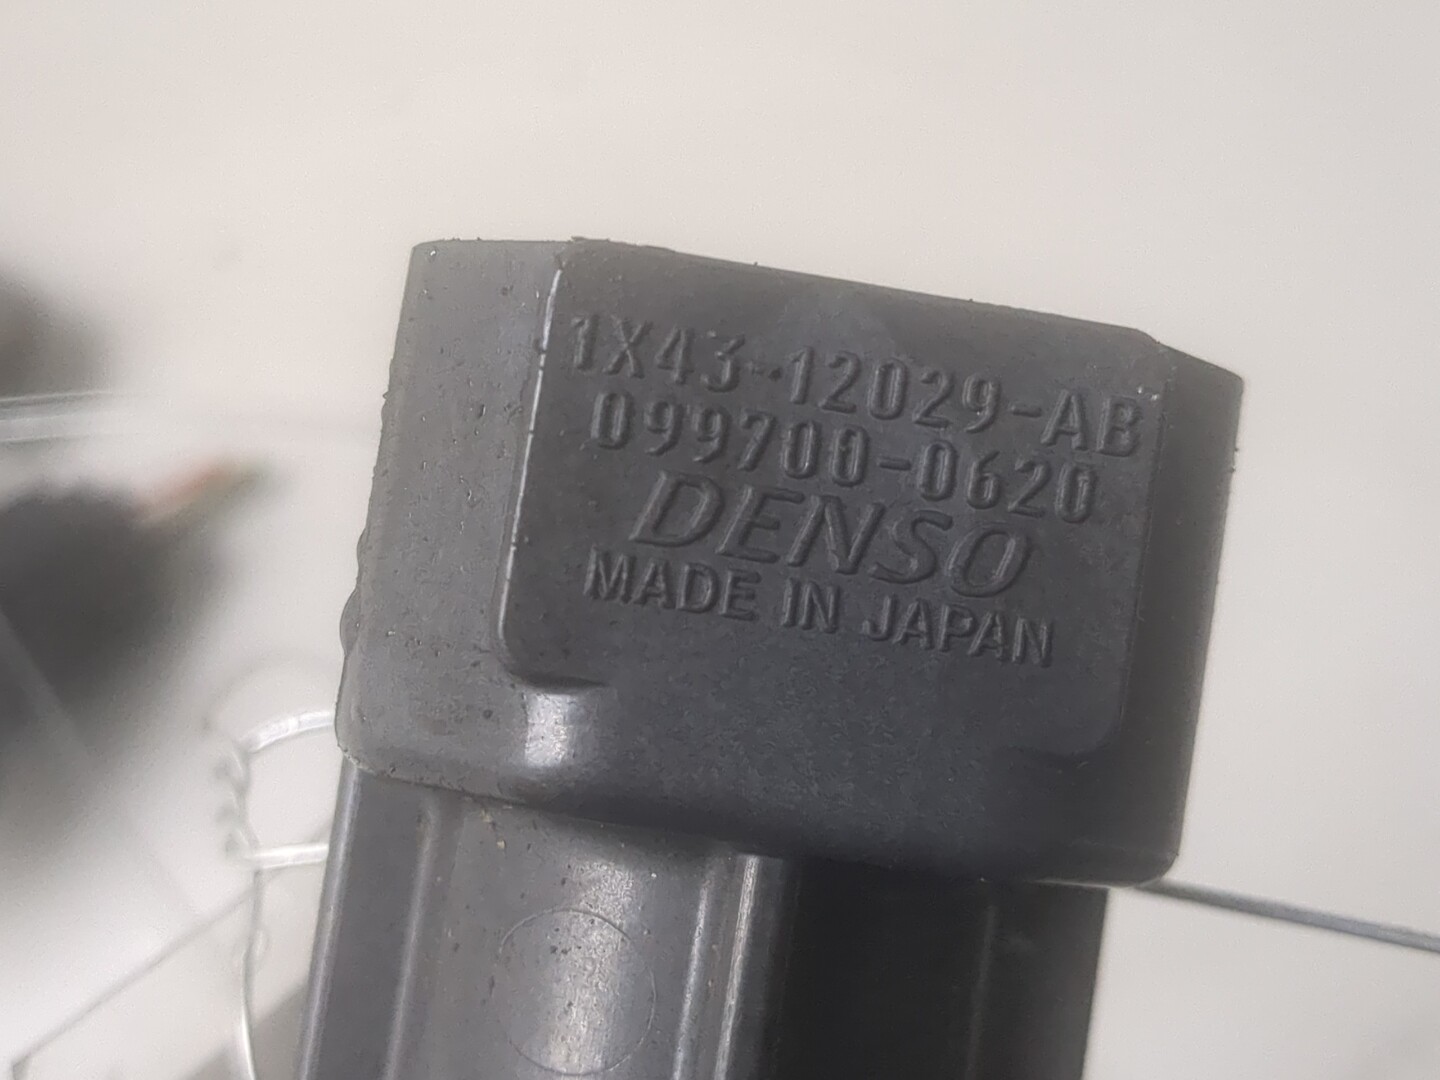 1X43-12029-AB
099700-0620
DENSO
MADE IN JAPAN